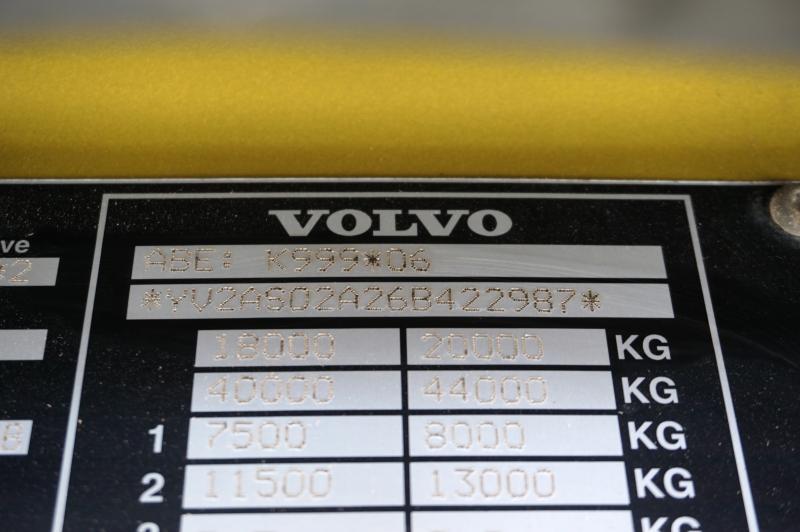 VOLVO
ABE: K999*06
*YV2AS02A26B422987*
18000 20000 KG
40000 44000 KG
1 7500 8000 KG
2 11500 13000 KG
KG